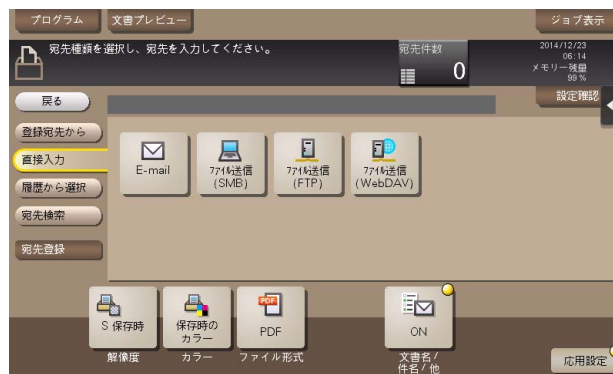 プログラム
文書プレビュー
ジョブ表示
宛先種類を選択し、宛先を入力してください。
宛先件数
0
2014/12/23
06:14
メモリー残量
99 %
戻る
設定確認
登録宛先から
直接入力
履歴から選択
宛先検索
宛先登録
E-mail
ファイル送信
(SMB)
ファイル送信
(FTP)
ファイル送信
(WebDAV)
S 保存時
解像度
保存時の
カラー
カラー
PDF
PDF
ファイル形式
ON
文書名/
件名/他
応用設定